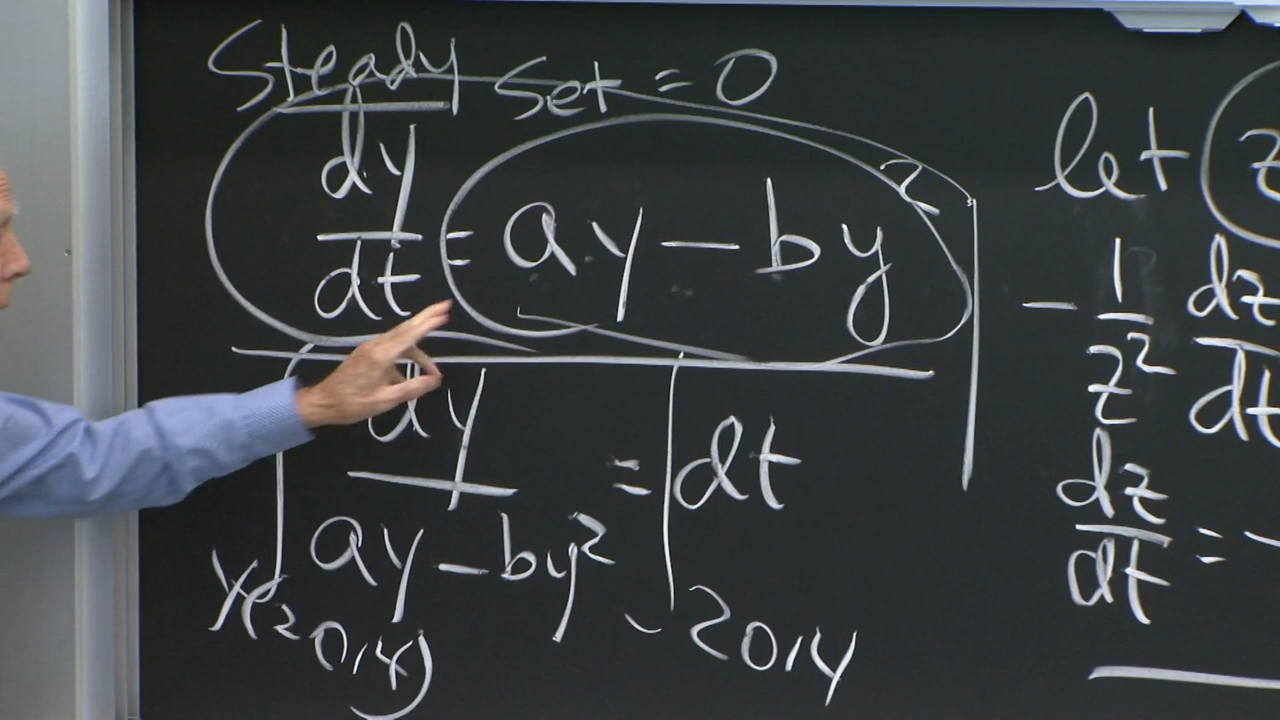 Steady set = 0
dy/dt = ay - by²
dy/(ay - by²) = dt
y(2014) 2014
let z
- 1/z² dz/dt
dz/dt = -